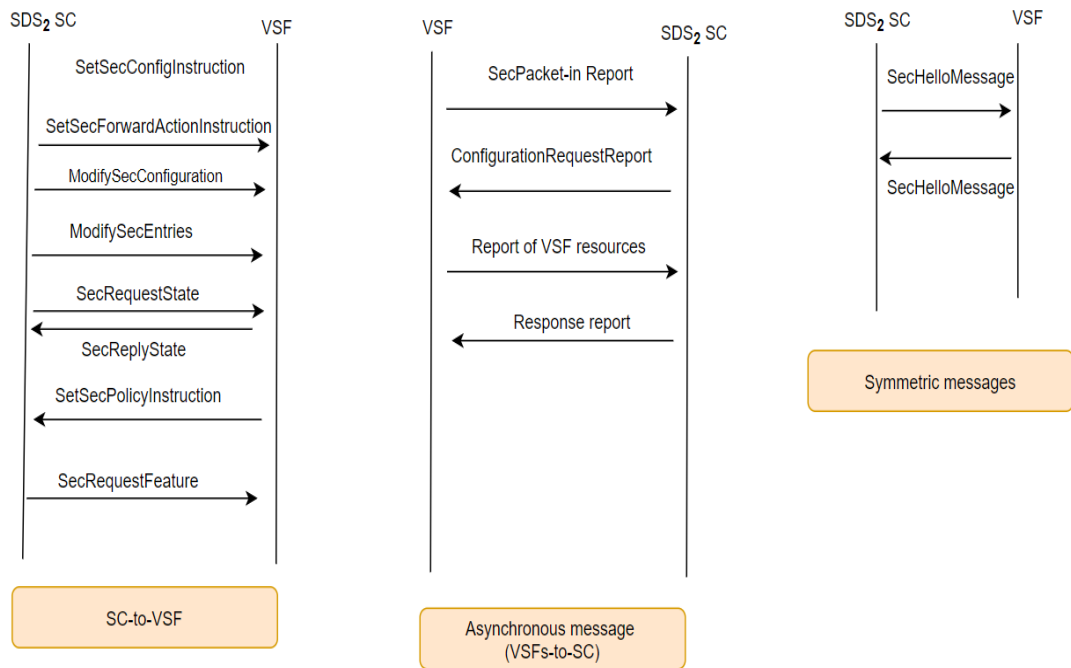 SDS2 SC
VSF
SetSecConfigInstruction
SetSecForwardActionInstruction
ModifySecConfiguration
ModifySecEntries
SecRequestState
SecReplyState
SetSecPolicyInstruction
SecRequestFeature
SC-to-VSF
VSF
SDS2 SC
SecPacket-in Report
ConfigurationRequestReport
Report of VSF resources
Response report
Asynchronous message
(VSFs-to-SC)
SDS2 SC
VSF
SecHelloMessage
SecHelloMessage
Symmetric messages